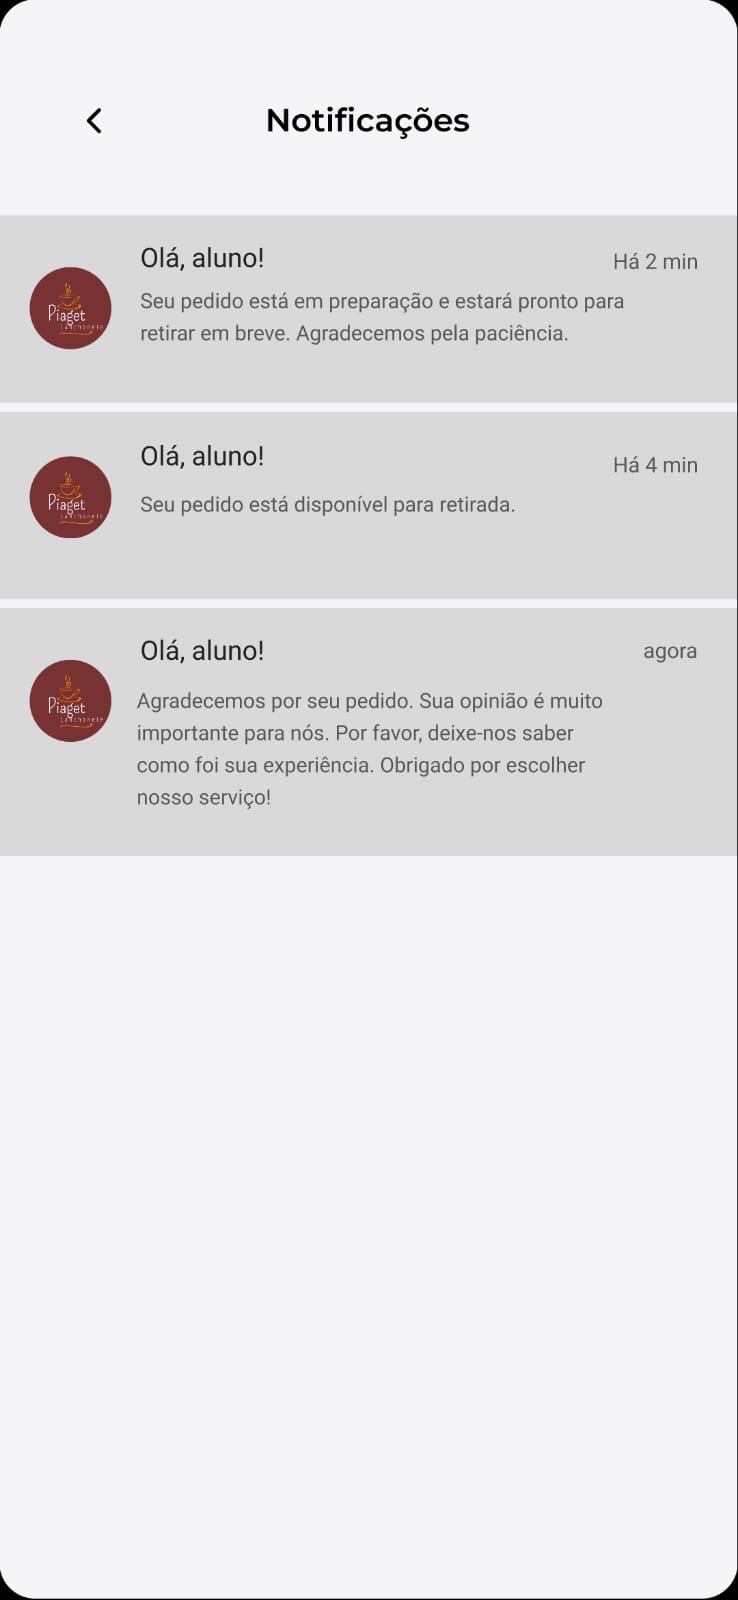 Notificações
Olá, aluno!
Há 2 min
Seu pedido está em preparação e estará pronto para
retirar em breve. Agradecemos pela paciência.
Piaget
Lanchonete
Olá, aluno!
Há 4 min
Seu pedido está disponível para retirada.
Piaget
Lanchonete
Olá, aluno!
agora
Agradecemos por seu pedido. Sua opinião é muito
importante para nós. Por favor, deixe-nos saber
como foi sua experiência. Obrigado por escolher
nosso serviço!
Piaget
Lanchonete